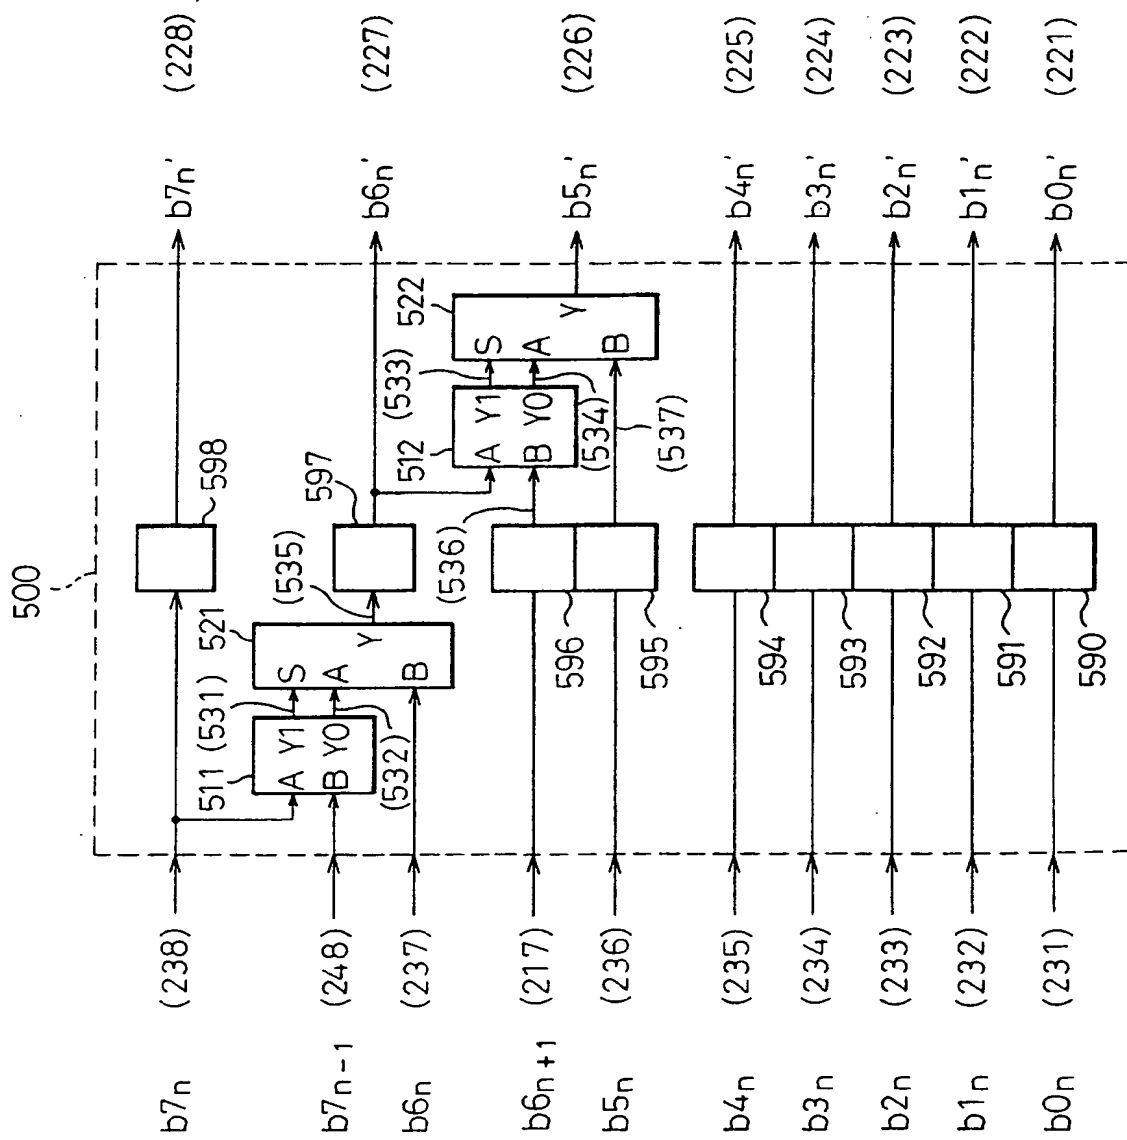 (228)
(227)
(226)
(225)
(224)
(223)
(222)
(221)
b7n'
b6n'
b5n'
b4n'
b3n'
b2n'
b1n'
b0n'
500
598
597
522
S
A
B
Y
(533)
(534)
(537)
512
A Y1
B Y0
(535)
(536)
521
S
A
B
Y
596
595
594
593
592
591
590
(531)
(532)
511
A Y1
B Y0
(238)
(248)
(237)
(217)
(236)
(235)
(234)
(233)
(232)
(231)
b7n
b7n-1
b6n
b6n+1
b5n
b4n
b3n
b2n
b1n
b0n